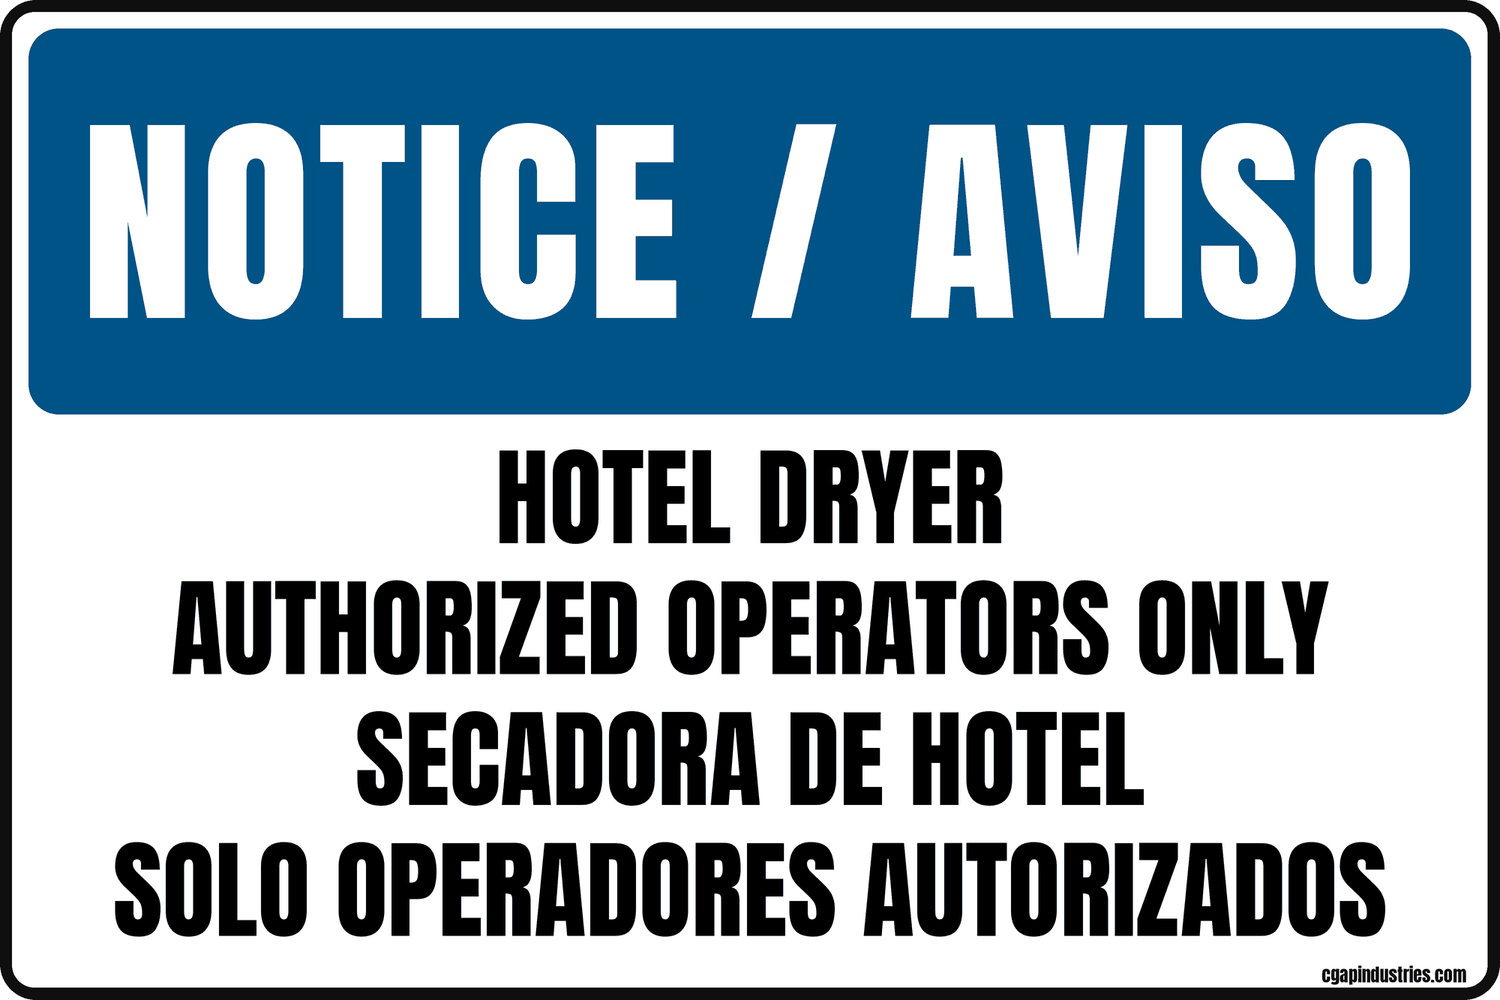 NOTICE / AVISO
HOTEL DRYER
AUTHORIZED OPERATORS ONLY
SECADORA DE HOTEL
SOLO OPERADORES AUTORIZADOS
cgapindustries.com